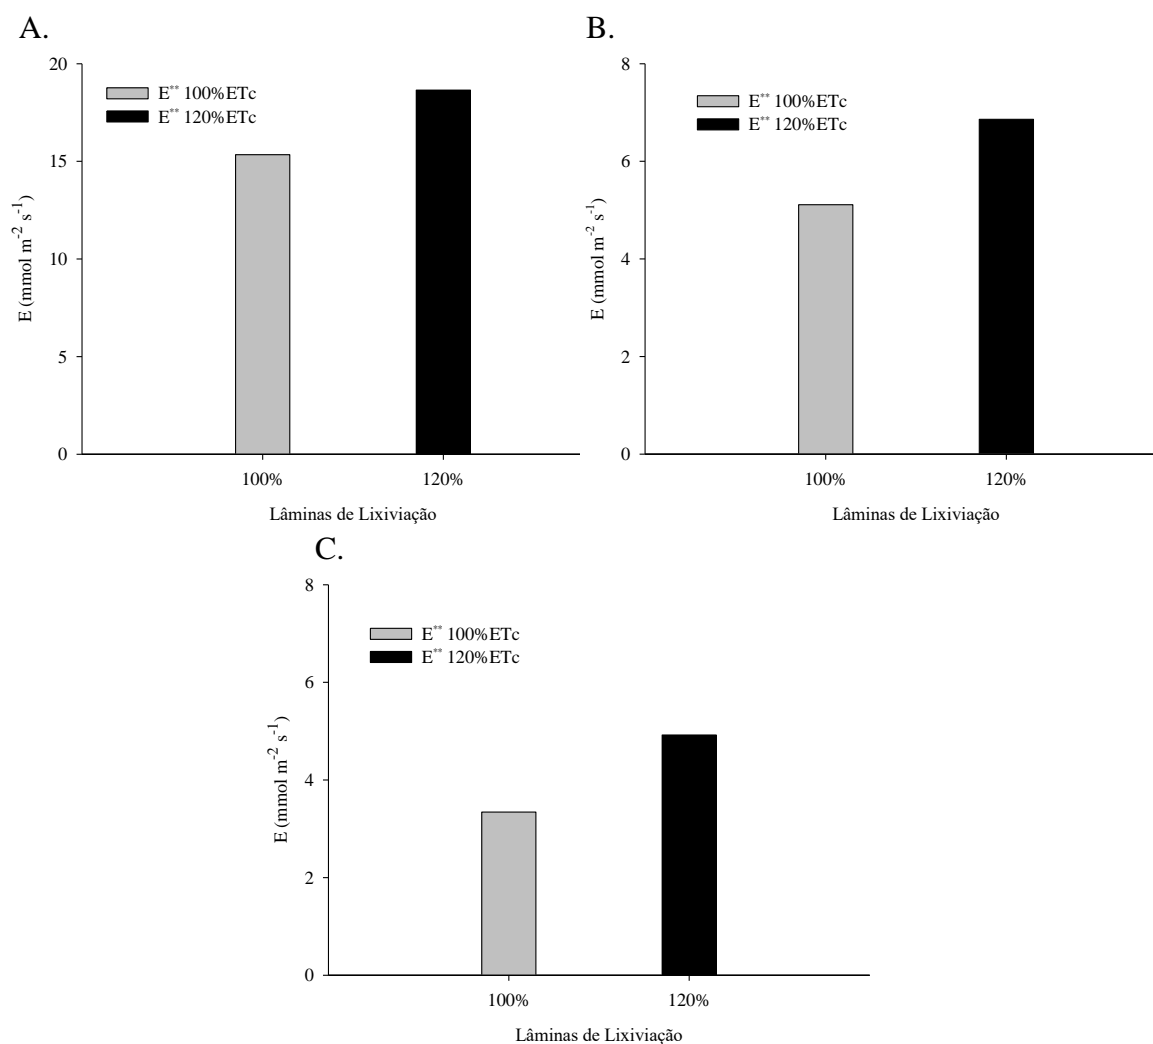 A.
E (mmol m-2 s-1)
20
15
10
5
0
E** 100%ETc
E** 120%ETc
100%
120%
Lâminas de Lixiviação
B.
E (mmol m-2 s-1)
8
6
4
2
0
E** 100%ETc
E** 120%ETc
100%
120%
Lâminas de Lixiviação
C.
E (mmol m-2 s-1)
8
6
4
2
0
E** 100%ETc
E** 120%ETc
100%
120%
Lâminas de Lixiviação